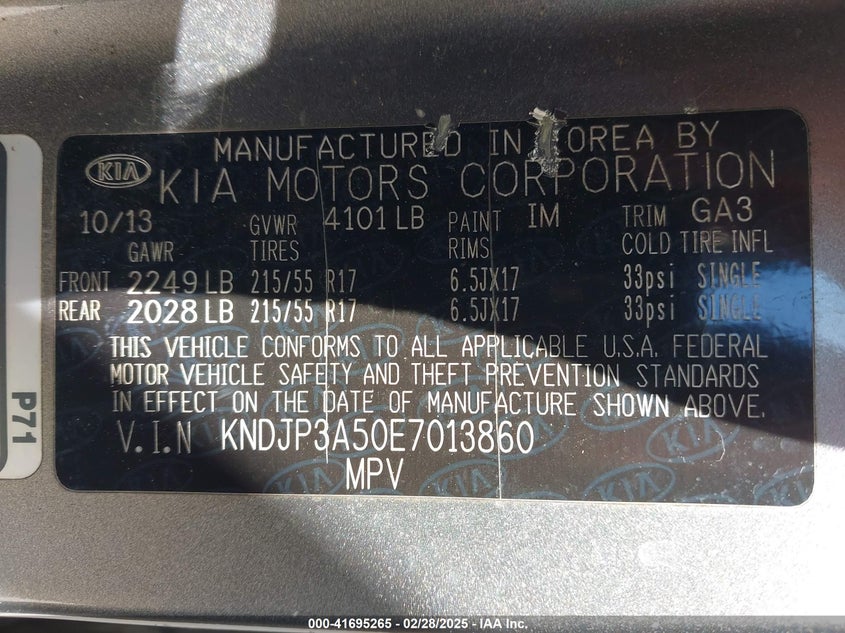 MANUFACTURED IN KOREA BY
KIA KIA MOTORS CORPORATION
10/13 GVWR 4101 LB PAINT IM TRIM GA3
GAWR TIRES RIMS COLD TIRE INFL
FRONT 2249 LB 215/55 R17 6.5JX17 33psi SINGLE
REAR 2028 LB 215/55 R17 6.5JX17 33psi SINGLE
THIS VEHICLE CONFORMS TO ALL APPLICABLE U.S.A. FEDERAL
MOTOR VEHICLE SAFETY AND THEFT PREVENTION STANDARDS
IN EFFECT ON THE DATE OF MANUFACTURE SHOWN ABOVE.
V.I.N KNDJP3A50E7013860
MPV
P71
000-41695265 / 02/28/2025 - IAA Inc.